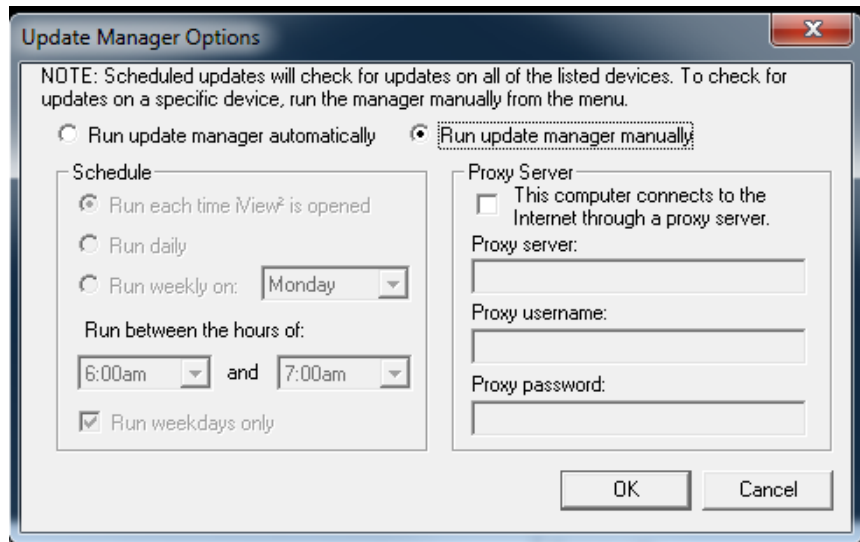 Update Manager Options
NOTE: Scheduled updates will check for updates on all of the listed devices. To check for
updates on a specific device, run the manager manually from the menu.
Run update manager automatically
Run update manager manually
Schedule
Run each time iView² is opened
Run daily
Run weekly on:
Monday
Run between the hours of:
6:00am
and
7:00am
Run weekdays only
Proxy Server
This computer connects to the
Internet through a proxy server.
Proxy server:
Proxy username:
Proxy password:
OK
Cancel